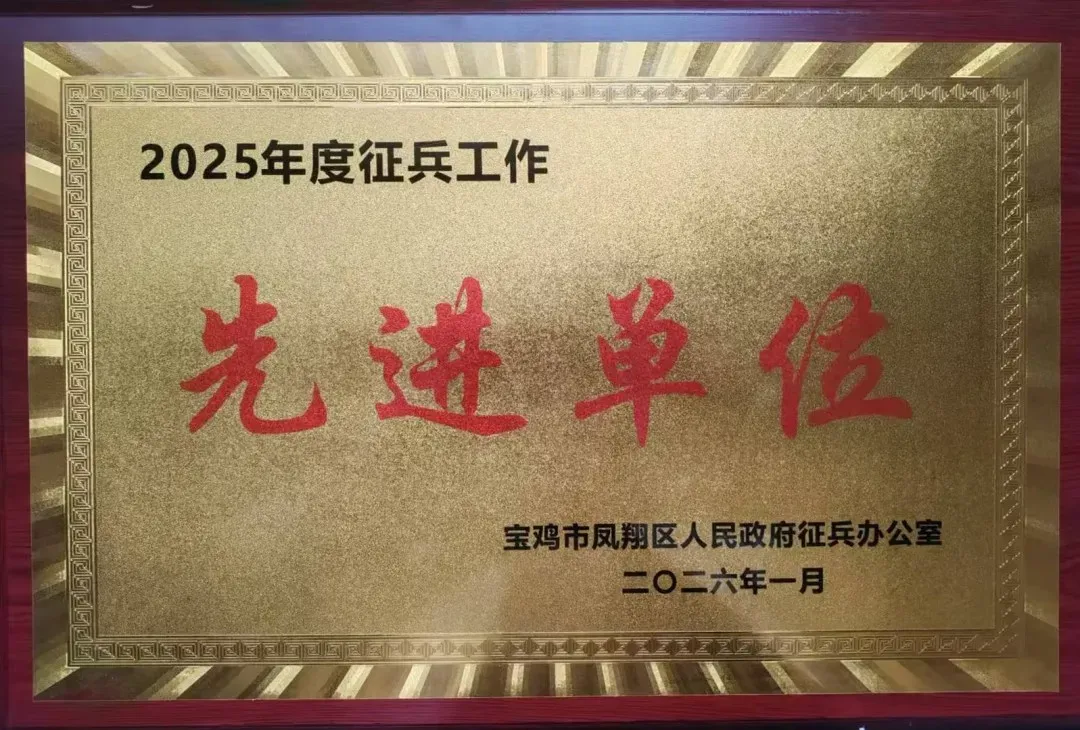 2025年度征兵工作
先进单位
宝鸡市凤翔区人民政府征兵办公室
二〇二六年一月